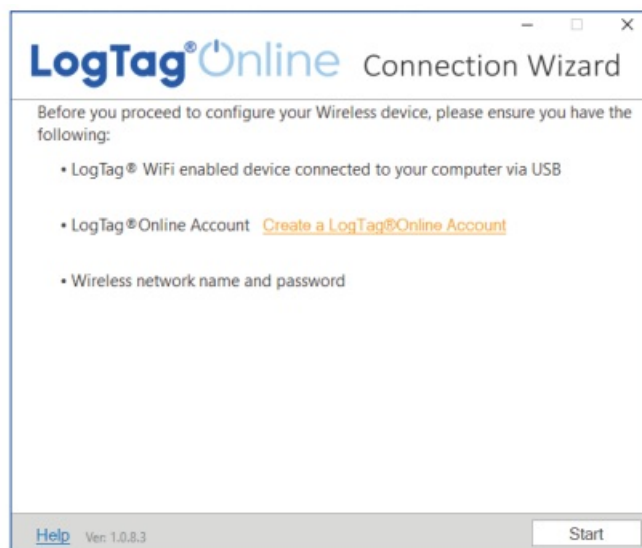 LogTag® Online Connection Wizard
Before you proceed to configure your Wireless device, please ensure you have the
following:
• LogTag® WiFi enabled device connected to your computer via USB
• LogTag®Online Account Create a LogTag®Online Account
• Wireless network name and password
Help Ver: 1.0.8.3 Start